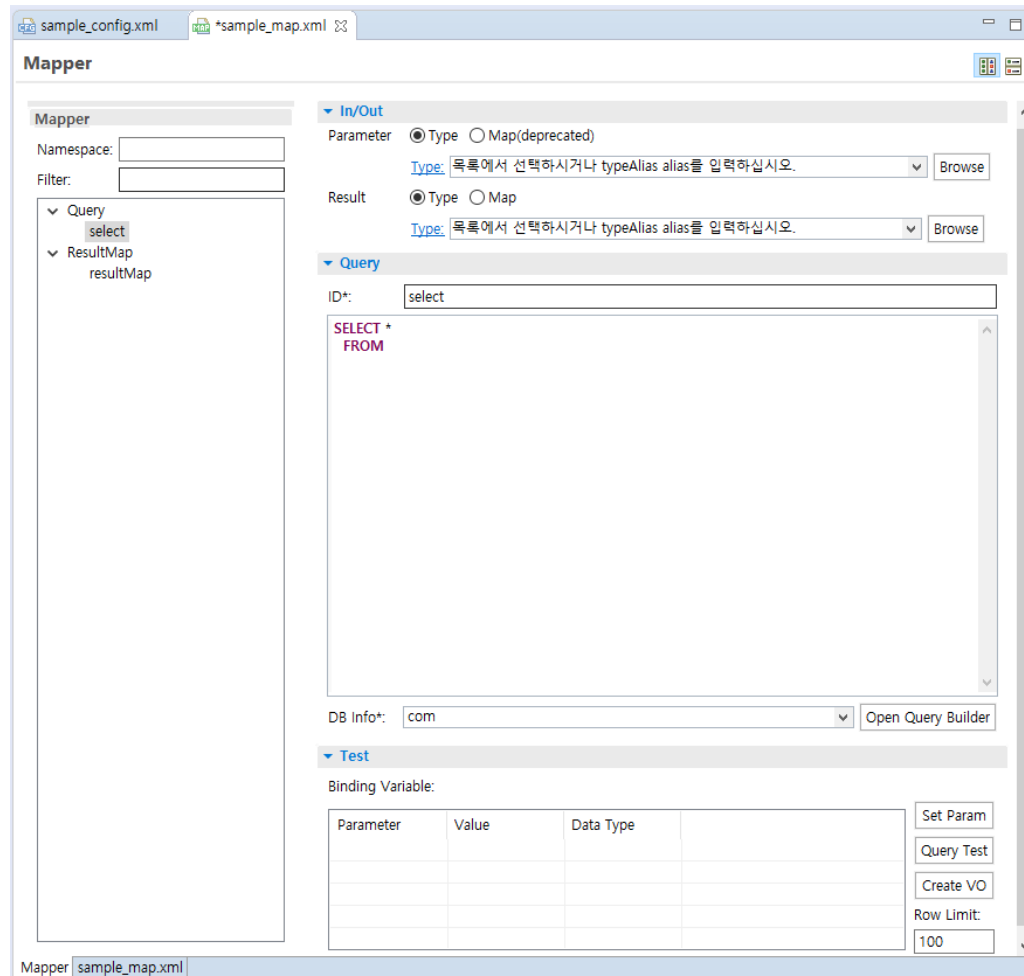 sample_config.xml
*sample_map.xml
Mapper
Mapper
Namespace:
Filter:
Query
select
ResultMap
resultMap
In/Out
Parameter Type Map(deprecated)
Type: 목록에서 선택하시거나 typeAlias alias를 입력하십시오. Browse
Result Type Map
Type: 목록에서 선택하시거나 typeAlias alias를 입력하십시오. Browse
Query
ID*: select
SELECT *
FROM
DB Info*: com Open Query Builder
Test
Binding Variable:
Parameter Value Data Type
Set Param
Query Test
Create VO
Row Limit:
100
Mapper sample_map.xml